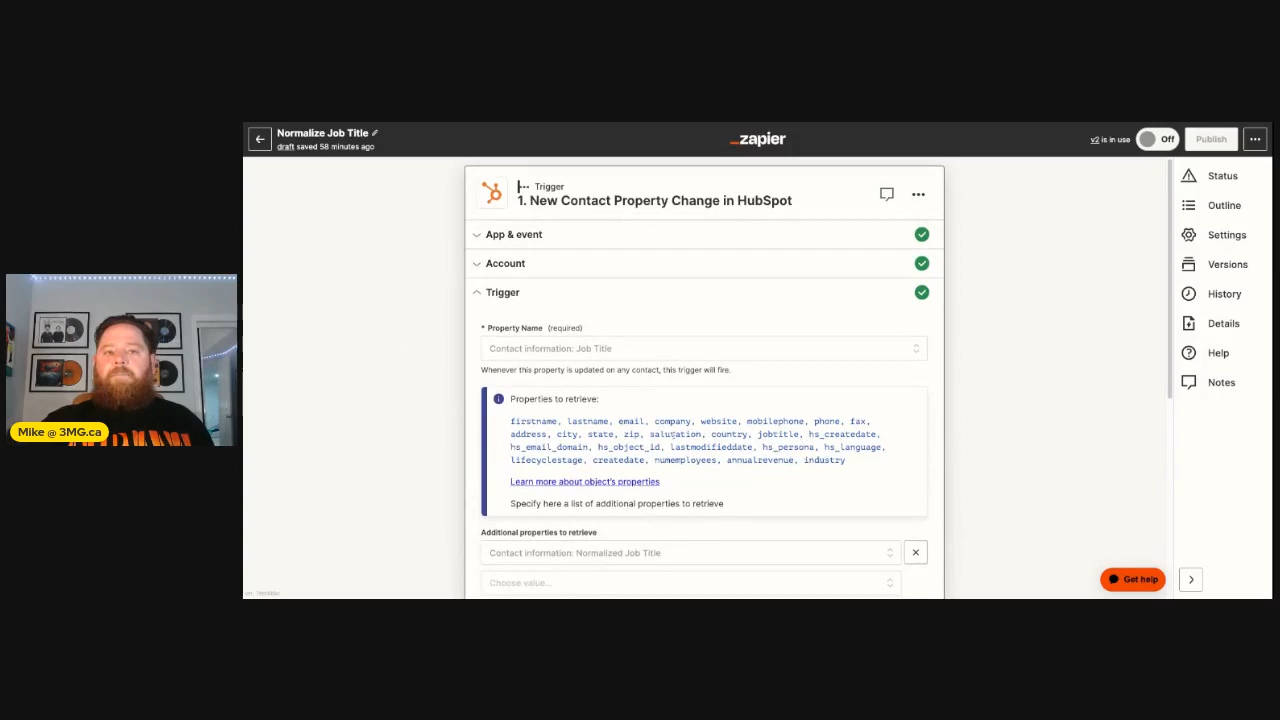 Normalize Job Title
draft saved 58 minutes ago
zapier
v2 is in use
Off
Publish
Trigger
1. New Contact Property Change in HubSpot
App & event
Account
Trigger
* Property Name (required)
Contact information: Job Title
Whenever this property is updated on any contact, this trigger will fire.
Properties to retrieve:
firstname, lastname, email, company, website, mobilephone, phone, fax,
address, city, state, zip, salutation, country, jobtitle, hs_createdate,
hs_email_domain, hs_object_id, lastmodifieddate, hs_persona, hs_language,
lifecyclestage, createdate, numemployees, annualrevenue, industry
Learn more about object's properties
Specify here a list of additional properties to retrieve
Additional properties to retrieve
Contact information: Normalized Job Title
Choose value...
Status
Outline
Settings
Versions
History
Details
Help
Notes
Get help
Mike @ 3MG.ca